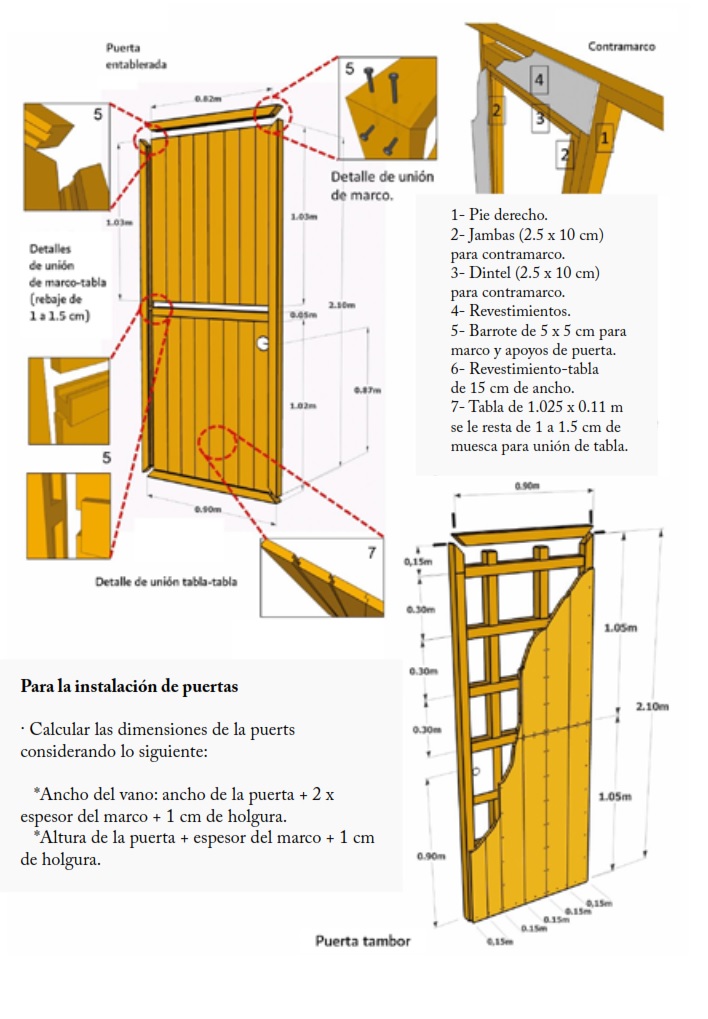 Puerta
entablerada
Contramarco
5
0.82m
5
4
2
3
1
2
Detalle de unión
de marco.
1.03m
1.03m
Detalles
de unión
de marco-tabla
(rebaje de
1 a 1.5 cm)
2.10m
0.05m
0.87m
1.02m
5
0.90m
7
Detalle de unión tabla-tabla
1- Pie derecho.
2- Jambas (2.5 x 10 cm)
para contramarco.
3- Dintel (2.5 x 10 cm)
para contramarco.
4- Revestimientos.
5- Barrote de 5 x 5 cm para
marco y apoyos de puerta.
6- Revestimiento-tabla
de 15 cm de ancho.
7- Tabla de 1.025 x 0.11 m
se le resta de 1 a 1.5 cm de
muesca para unión de tabla.
0.90m
0,15m
0.30m
1.05m
0.30m
2.10m
0.30m
1.05m
0.90m
0,15m
0.15m
0.15m
0.15m
0,15m
Puerta tambor
Para la instalación de puertas
· Calcular las dimensiones de la puerts
considerando lo siguiente:
*Ancho del vano: ancho de la puerta + 2 x
espesor del marco + 1 cm de holgura.
*Altura de la puerta + espesor del marco + 1 cm
de holgura.